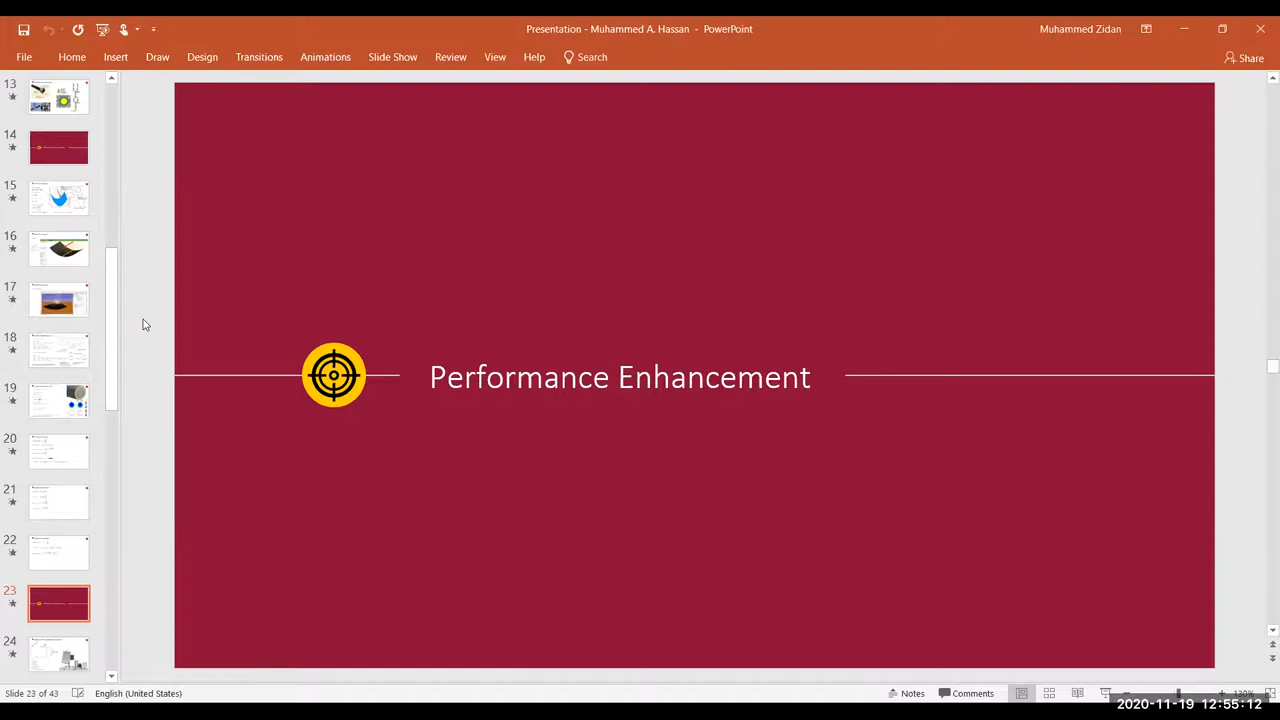 Presentation - Muhammed A. Hassan - PowerPoint
Muhammed Zidan
File Home Insert Draw Design Transitions Animations Slide Show Review View Help Search
Share
13
14
15
16
17
18
19
20
21
22
23
24
Performance Enhancement
Slide 23 of 43
English (United States)
Notes
Comments
130%
2020-11-19 12:55:12